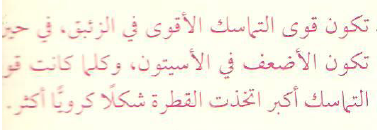 تكون قوى التماسك الأقوى في الزئبق، في حين
تكون الأضعف في الأسيتون، وكلما كانت قو
التماسك أكبر اتخذت القطرة شكلًا كرويًّا أكثر.